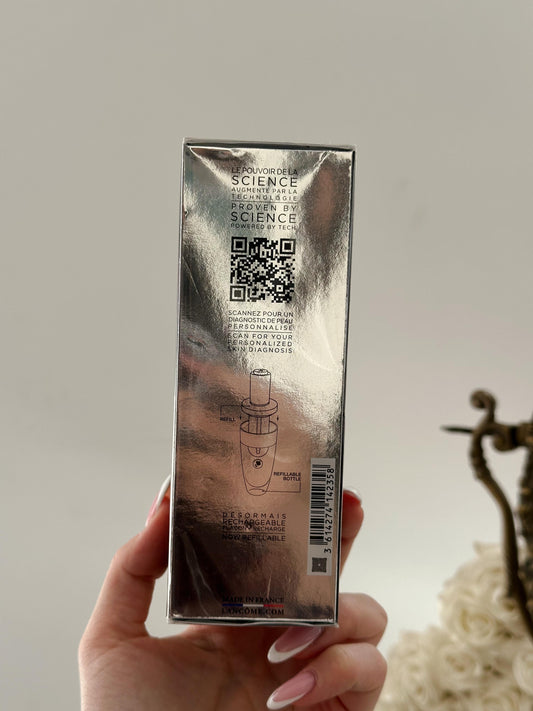 LE POUVOIR DE LA
SCIENCE
AUGMENTÉ PAR LA
TECHNOLOGIE
PROVEN BY
SCIENCE
POWERED BY TECH
SCANNEZ POUR UN
DIAGNOSTIC DE PEAU
PERSONNALISÉ
SCAN FOR YOUR
PERSONALIZED
SKIN DIAGNOSIS
REFILL
REFILLABLE
BOTTLE
DÉSORMAIS
RECHARGEABLE
RECHARGE
NOW REFILLABLE
3 614274 142358
MADE IN FRANCE
LANCOME.COM